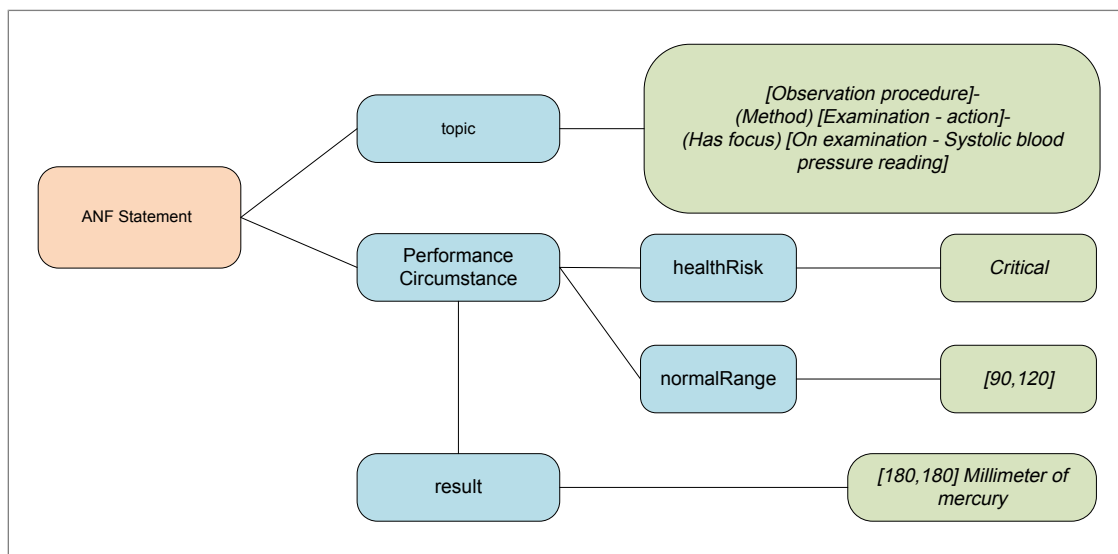 [Observation procedure]-
(Method) [Examination - action]-
(Has focus) [On examination - Systolic blood
pressure reading]
topic
ANF Statement
Performance
Circumstance
healthRisk
Critical
normalRange
[90,120]
result
[180,180] Millimeter of
mercury